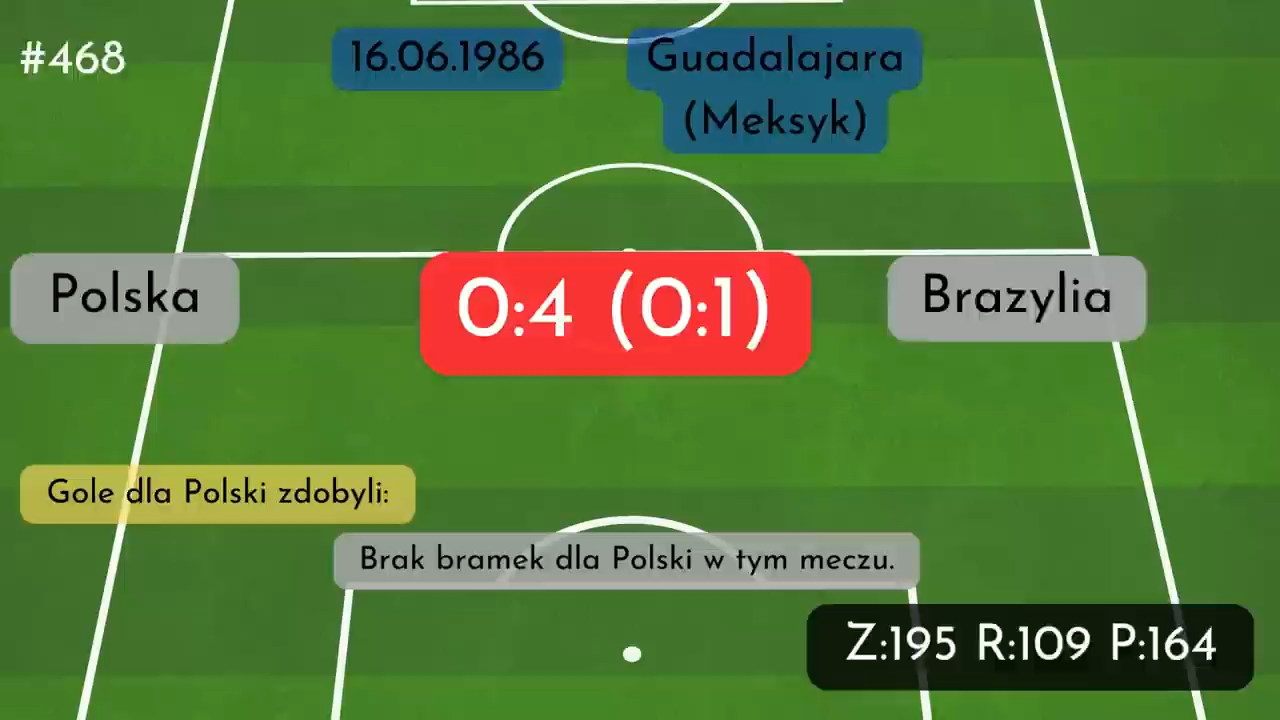 #468
16.06.1986
Guadalajara
(Meksyk)
Polska
0:4 (0:1)
Brazylia
Gole dla Polski zdobyli:
Brak bramek dla Polski w tym meczu.
Z:195 R:109 P:164